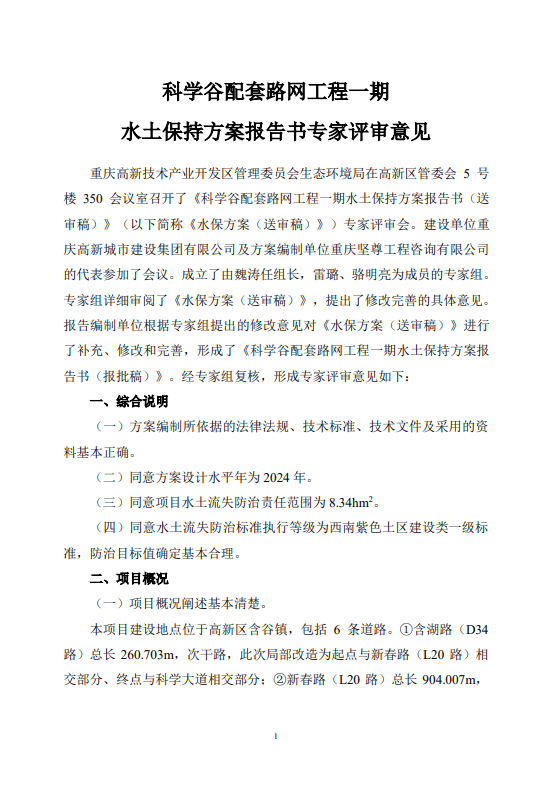 科学谷配套路网工程一期
水土保持方案报告书专家评审意见
重庆高新技术产业开发区管理委员会生态环境局在高新区管委会 5 号
楼 350 会议室召开了《科学谷配套路网工程一期水土保持方案报告书（送
审稿）》（以下简称《水保方案（送审稿）》）专家评审会。建设单位重
庆高新城市建设集团有限公司及方案编制单位重庆坚尊工程咨询有限公司
的代表参加了会议。成立了由魏涛任组长，雷璐、骆明亮为成员的专家组。
专家组详细审阅了《水保方案（送审稿）》，提出了修改完善的具体意见。
报告编制单位根据专家组提出的修改意见对《水保方案（送审稿）》进行
了补充、修改和完善，形成了《科学谷配套路网工程一期水土保持方案报
告书（报批稿）》。经专家组复核，形成专家评审意见如下：
一、综合说明
（一）方案编制所依据的法律法规、技术标准、技术文件及采用的资
料基本正确。
（二）同意方案设计水平年为 2024 年。
（三）同意项目水土流失防治责任范围为 8.34hm²。
（四）同意水土流失防治标准执行等级为西南紫色土区建设类一级标
准，防治目标值确定基本合理。
二、项目概况
（一）项目概况阐述基本清楚。
本项目建设地点位于高新区含谷镇，包括 6 条道路。①含湖路（D34
路）总长 260.703m，次干路，此次局部改造为起点与新春路（L20 路）相
交部分、终点与科学大道相交部分；②新春路（L20 路）总长 904.007m，
1